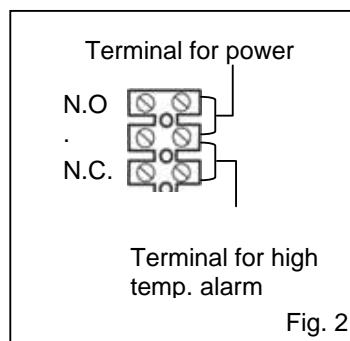 Terminal for power
N.O
.
N.C.
Terminal for high
temp. alarm
Fig. 2